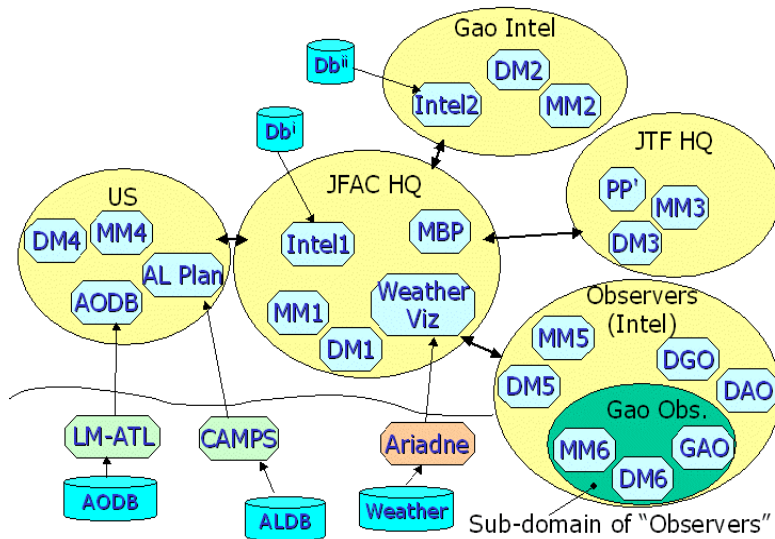 Gao Intel
Db ii
DM2
Intel2
MM2
Db i
JTF HQ
US
JFAC HQ
PP'
MM3
DM3
MM4
DM4
Intel1
MBP
AL Plan
AODB
Weather
Viz
MM1
DM1
Observers
(Intel)
MM5
DGO
DM5
DAO
Gao Obs.
LM-ATL
CAMPS
Ariadne
MM6
GAO
DM6
AODB
ALDB
Weather
Sub-domain of "Observers"